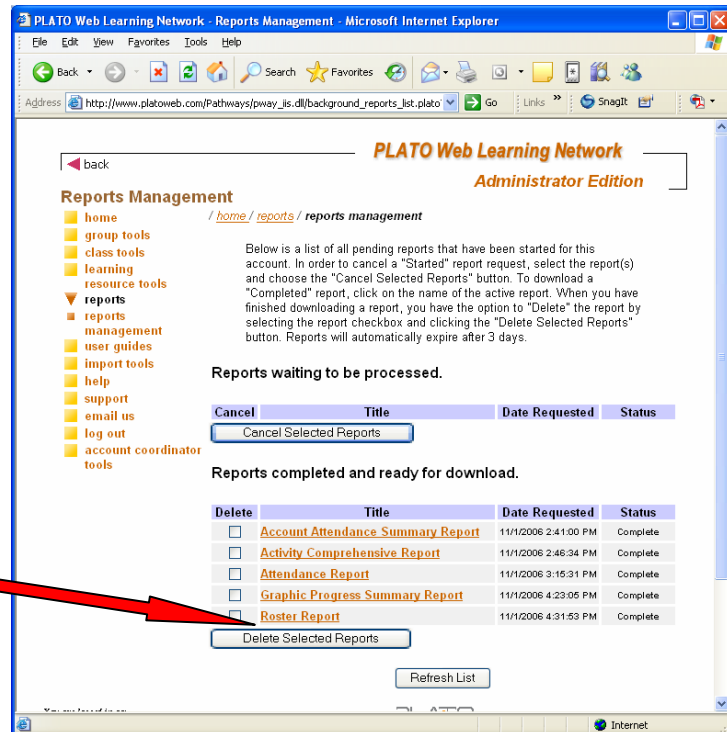 PLATO Web Learning Network - Reports Management - Microsoft Internet Explorer
File Edit View Favorites Tools Help
Back Search Favorites
Address http://www.platoweb.com/Pathways/pway_iis.dll/background_reports_list.plato Go Links » SnagIt
back
PLATO Web Learning Network
Administrator Edition
Reports Management
/ home / reports / reports management
home
group tools
class tools
learning
resource tools
reports
reports
management
user guides
import tools
help
support
email us
log out
account coordinator
tools
Below is a list of all pending reports that have been started for this
account. In order to cancel a "Started" report request, select the report(s)
and choose the "Cancel Selected Reports" button. To download a
"Completed" report, click on the name of the active report. When you have
finished downloading a report, you have the option to "Delete" the report by
selecting the report checkbox and clicking the "Delete Selected Reports"
button. Reports will automatically expire after 3 days.
Reports waiting to be processed.
Cancel Title Date Requested Status
Cancel Selected Reports
Reports completed and ready for download.
Delete Title Date Requested Status
Account Attendance Summary Report 11/1/2006 2:41:00 PM Complete
Activity Comprehensive Report 11/1/2006 2:46:34 PM Complete
Attendance Report 11/1/2006 3:15:31 PM Complete
Graphic Progress Summary Report 11/1/2006 4:23:05 PM Complete
Roster Report 11/1/2006 4:31:53 PM Complete
Delete Selected Reports
Refresh List
Internet